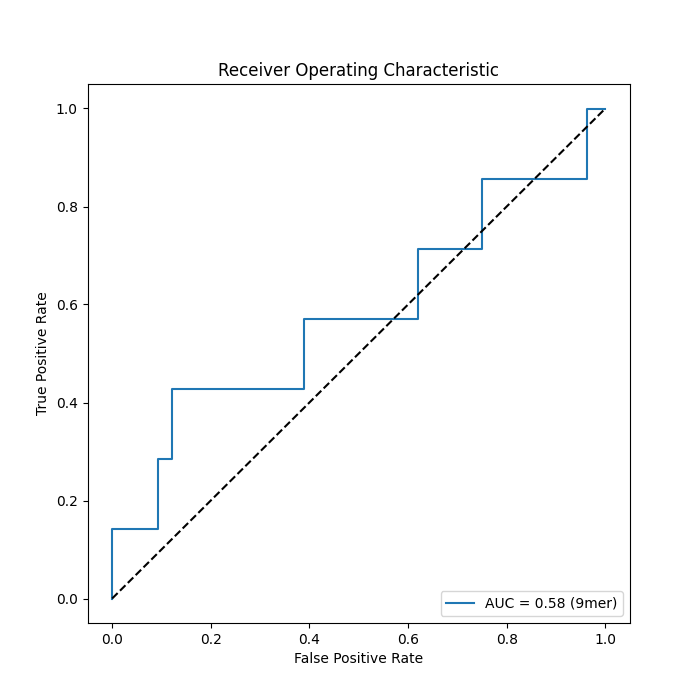 Receiver Operating Characteristic
1.0
0.8
0.6
0.4
0.2
0.0
True Positive Rate
AUC = 0.58 (9mer)
0.0 0.2 0.4 0.6 0.8 1.0
False Positive Rate